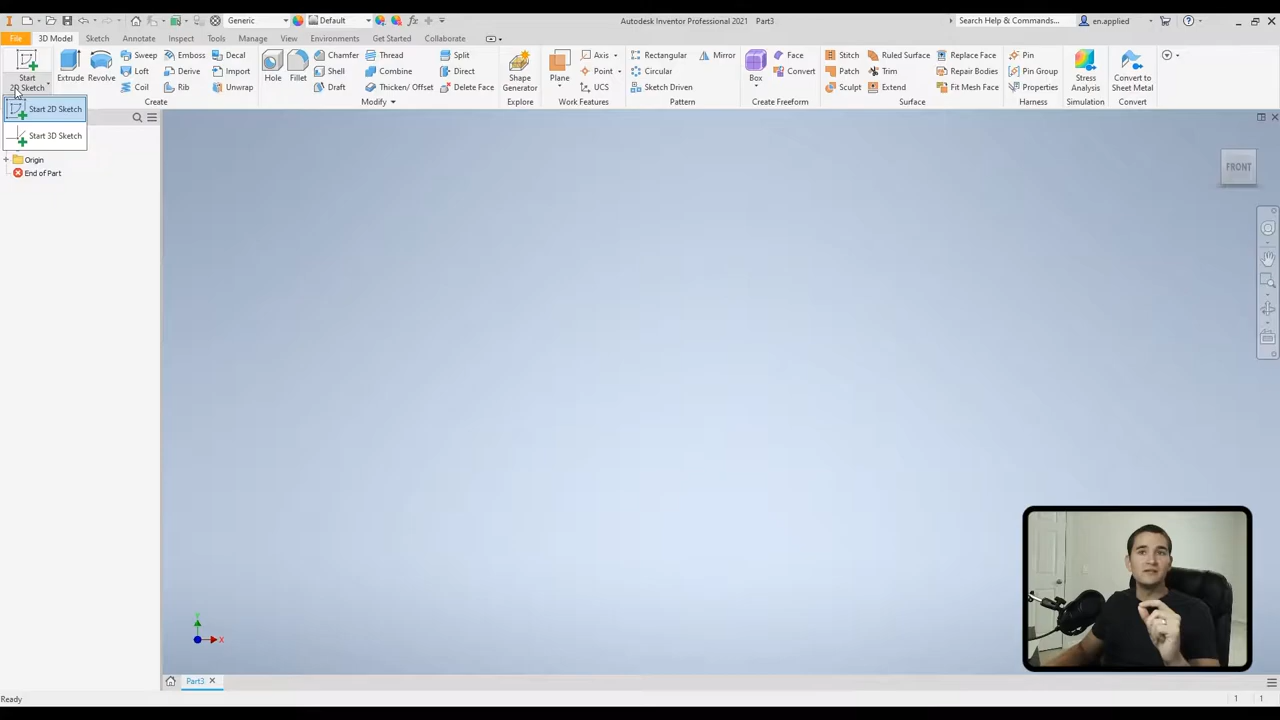 Generic
Default
Autodesk Inventor Professional 2021 Part3
Search Help & Commands...
en.applied
File 3D Model Sketch Annotate Inspect Tools Manage View Environments Get Started Collaborate
Start
2D Sketch
Extrude
Revolve
Sweep
Loft
Coil
Emboss
Derive
Rib
Decal
Import
Unwrap
Create
Hole
Fillet
Chamfer
Shell
Draft
Thread
Combine
Thicken/ Offset
Split
Direct
Delete Face
Modify
Shape
Generator
Explore
Plane
Axis
Point
UCS
Work Features
Rectangular
Circular
Sketch Driven
Mirror
Pattern
Box
Face
Convert
Create Freeform
Stitch
Patch
Sculpt
Ruled Surface
Trim
Extend
Replace Face
Repair Bodies
Fit Mesh Face
Surface
Pin
Pin Group
Properties
Harness
Stress
Analysis
Simulation
Convert to
Sheet Metal
Convert
Start 2D Sketch
Start 3D Sketch
Origin
End of Part
FRONT
Y
X
Part3
Ready
1 1